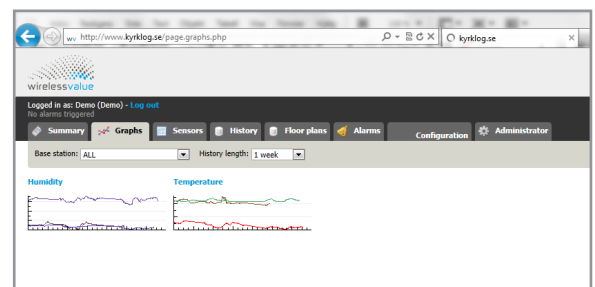 wv http://www.kyrklog.se/page.graphs.php
kyrklog.se
wirelessvalue
Logged in as: Demo (Demo) - Log out
No alarms triggered
Summary Graphs Sensors History Floor plans Alarms Configuration Administrator
Base station: ALL History length: 1 week
Humidity Temperature